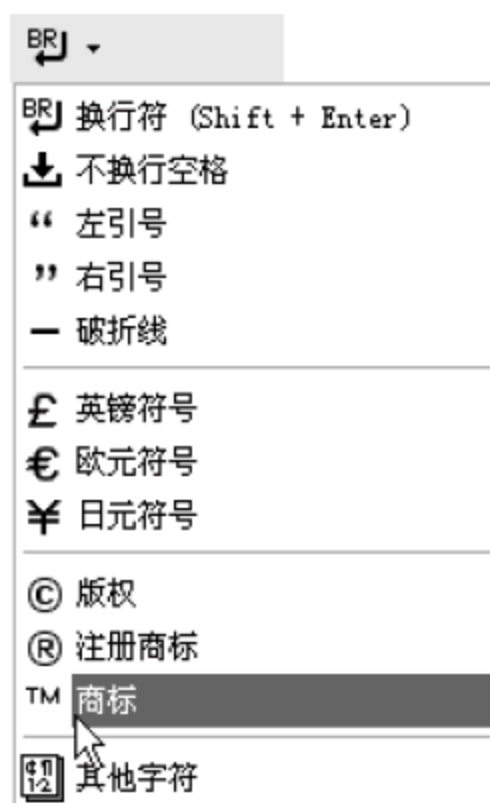 BR
BR 换行符 (Shift + Enter)
不换行空格
“ 左引号
” 右引号
— 破折线
£ 英镑符号
€ 欧元符号
¥ 日元符号
© 版权
® 注册商标
TM 商标
其他字符